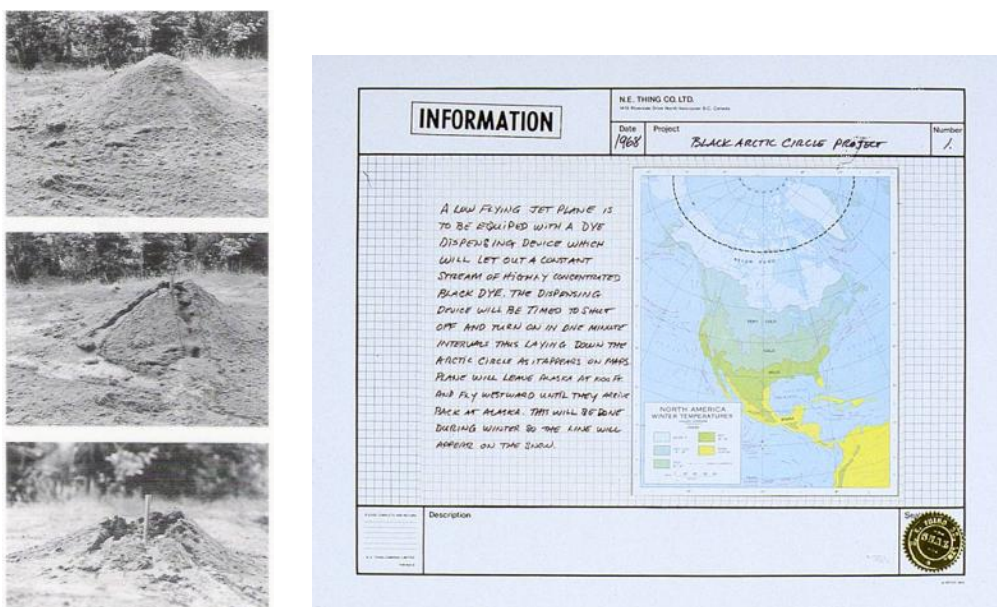 INFORMATION
N.E. THING CO. LTD.
Date
1968
Project
BLACK ARCTIC CIRCLE PROJECT
Number
1.
A LOW FLYING JET PLANE IS
TO BE EQUIPED WITH A DYE
DISPENSING DEVICE WHICH
WILL LET OUT A CONSTANT
STREAM OF HIGHLY CONCENTRATED
BLACK DYE. THE DISPENSING
DEVICE WILL BE TIMED TO SHUT
OFF AND TURN ON IN ONE MINUTE
INTERVALS THUS LAYING DOWN THE
ARCTIC CIRCLE AS IT APPEARS ON MAPS.
PLANE WILL LEAVE ALASKA AT
AND FLY WESTWARD UNTIL THEY ARRIVE
BACK AT ALASKA. THIS WILL BE DONE
DURING WINTER SO THE LINE WILL
APPEAR ON THE SNOW.
VERY COLD
COLD
NORTH AMERICA
WINTER TEMPERATURES
Description